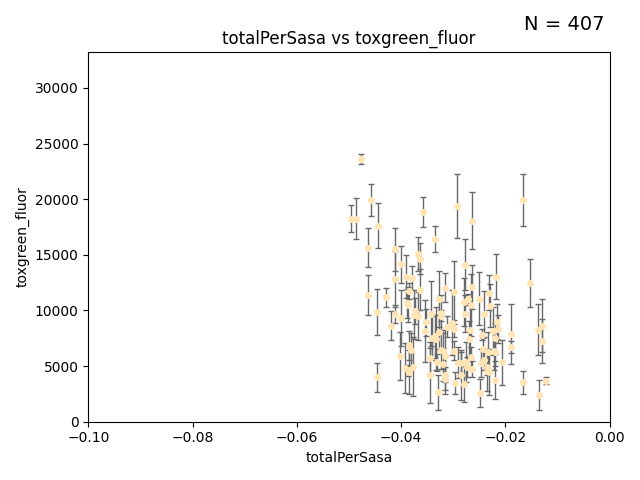 N = 407
totalPerSasa vs toxgreen_fluor
toxgreen_fluor
30000
25000
20000
15000
10000
5000
0
−0.10 −0.08 −0.06 −0.04 −0.02 0.00
totalPerSasa